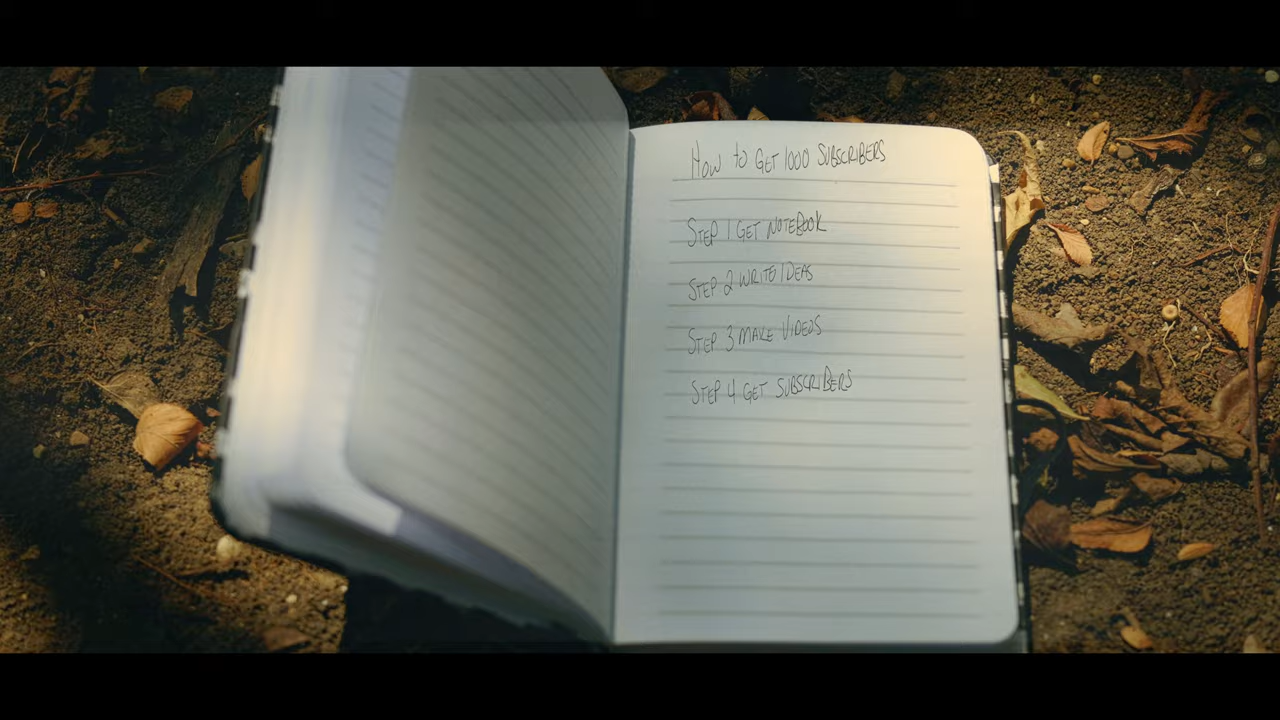 How to Get 1000 Subscribers
Step 1 Get Notebook
Step 2 Write Ideas
Step 3 Make Videos
Step 4 Get Subscribers